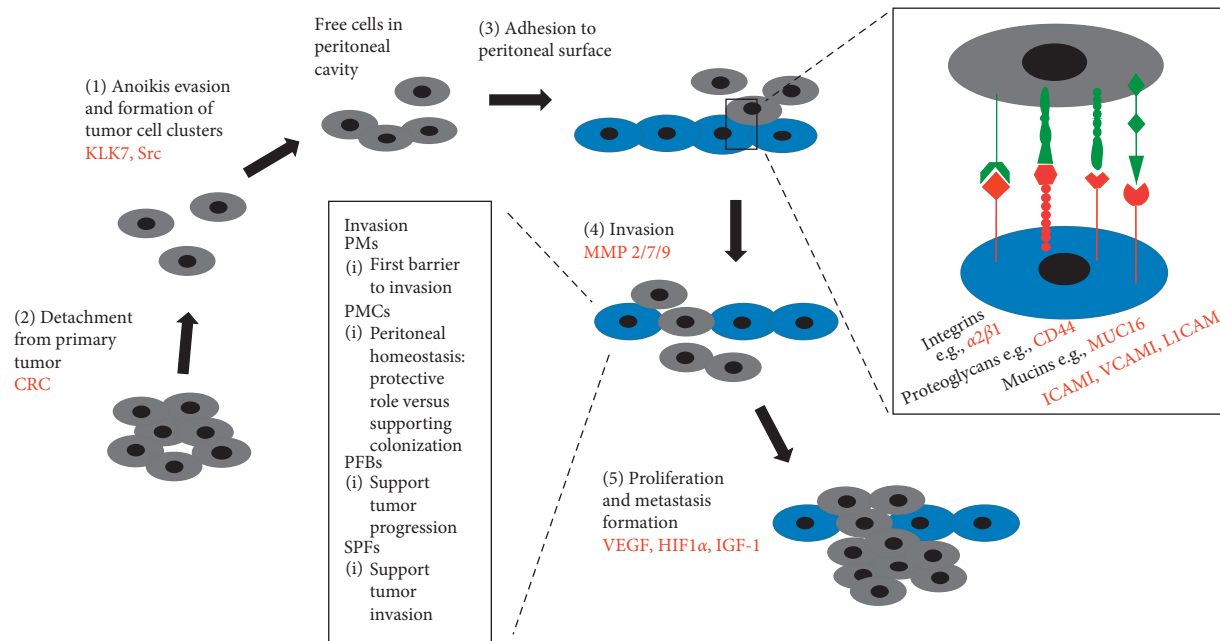 Free cells in
peritoneal
cavity
(3) Adhesion to
peritoneal surface
(1) Anoikis evasion
and formation of
tumor cell clusters
KLK7, Src
(2) Detachment
from primary
tumor
CRC
Invasion
PMs
(i) First barrier
to invasion
PMCs
(i) Peritoneal
homeostasis:
protective
role versus
supporting
colonization
PFBs
(i) Support
tumor
progression
SPFs
(i) Support
tumor
invasion
(4) Invasion
MMP 2/7/9
(5) Proliferation
and metastasis
formation
VEGF, HIF1α, IGF-1
Integrins
e.g., α2β1
Proteoglycans e.g., CD44
Mucins e.g., MUC16
ICAMI, VCAMI, L1CAM